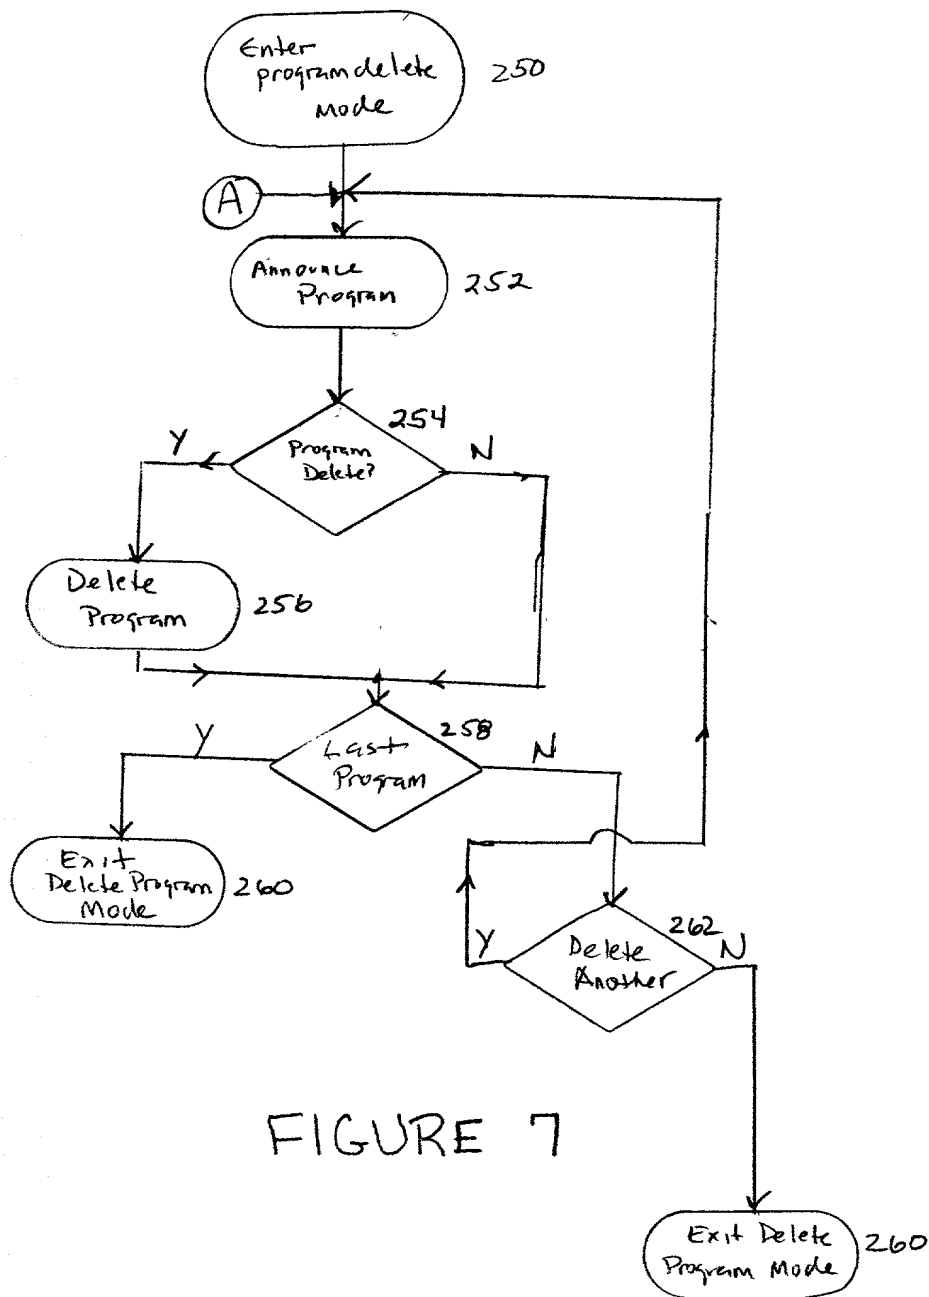 Enter
program delete
Mode
250
A
Announce
Program
252
254
Y
Program
Delete?
N
Delete
Program
256
258
Y
Last
Program
N
Exit
Delete Program
Mode
260
262
Y
Delete
Another
N
FIGURE 7
Exit Delete
Program Mode
260